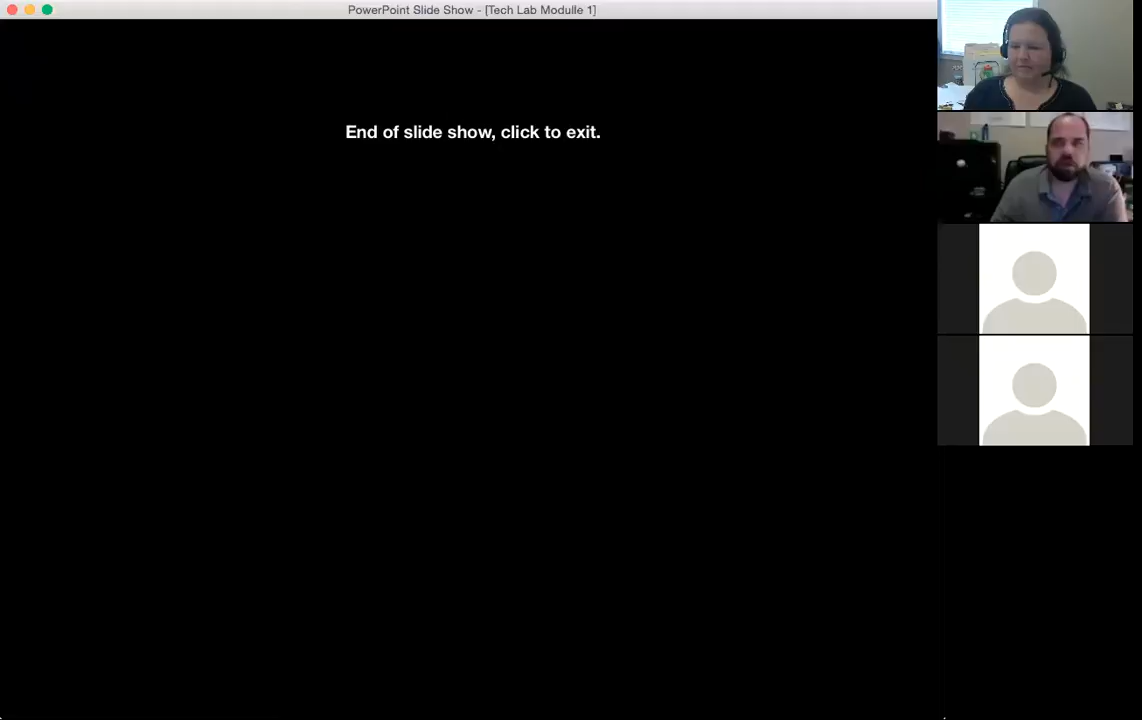 PowerPoint Slide Show - [Tech Lab Modulle 1]
End of slide show, click to exit.